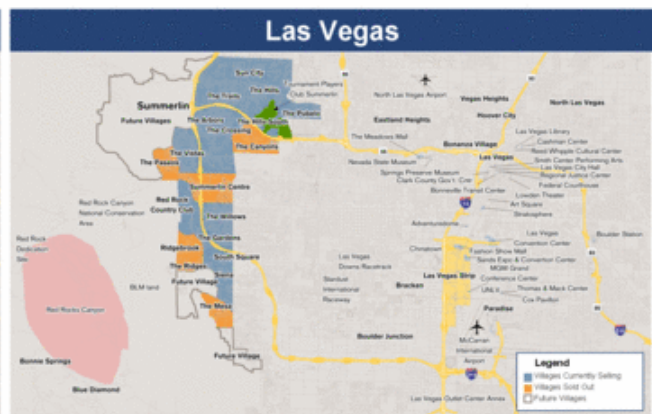 Las Vegas
Sun City
The Hills
Tournament Players
Club Summerlin
The Trails
Summerlin
Future Villages
The Arbors
The Pueblo
The Hills South
The Crossing
The Canyons
The Vistas
The Paseos
Summerlin Centre
Red Rock
Country Club
The Willows
The Gardens
Ridgebrook
South Square
The Ridges
Siena
Future Village
The Mesa
Future Village
Red Rock Canyon
National Conservation
Area
Red Rock
Dedication
Site
Red Rocks Canyon
BLM land
Bonnie Springs
Blue Diamond
North Las Vegas Airport
Vegas Heights
North Las Vegas
Hoover City
Eastland Heights
The Meadows Mall
Bonanza Village
Las Vegas Library
Cashman Center
Reed Whipple Cultural Center
Smith Center Performing Arts
Las Vegas City Hall
Regional Justice Center
Federal Courthouse
Las Vegas
Nevada State Museum
Springs Preserve Museum
Clark County Gov't. Cntr
Bonneville Transit Center
Lowden Theater
Art Square
Stratosphere
Adventuredome
Boulder Station
Las Vegas
Convention Center
Chinatown
Fashion Show Mall
Sands Expo & Convention Center
MGM Grand
Conference Center
Las Vegas
Downs Racetrack
Stardust
International
Raceway
Las Vegas Strip
Bracken
UNLV
Thomas & Mack Center
Cox Pavilion
Paradise
Boulder Junction
McCarran
International
Airport
Las Vegas Outlet Center Annex
Legend
Villages Currently Selling
Villages Sold Out
Future Villages